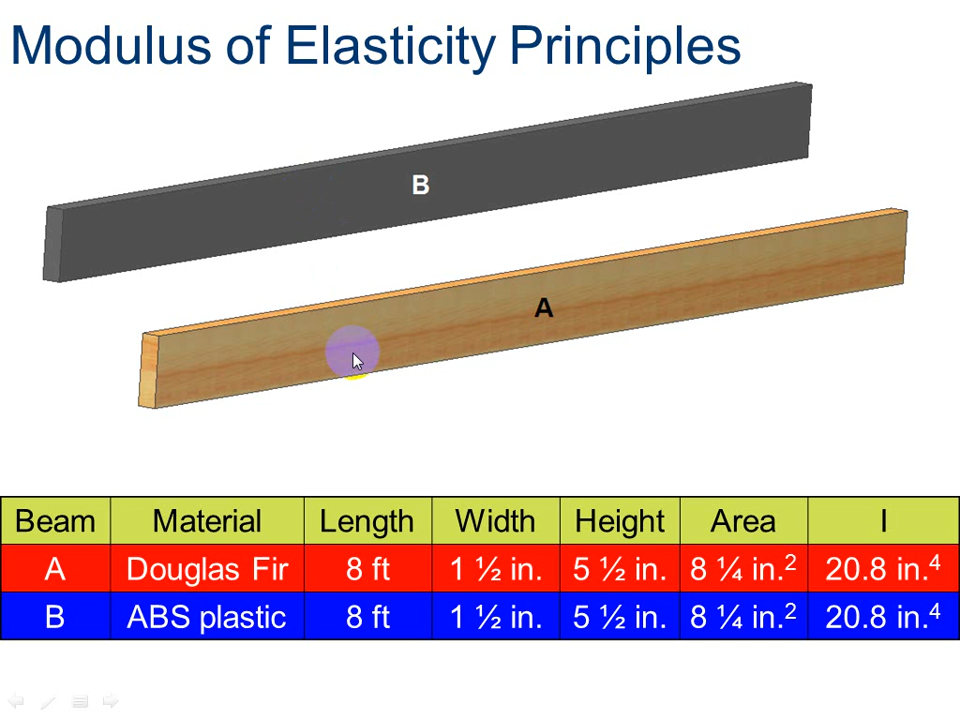 Modulus of Elasticity Principles
B
A
Beam Material Length Width Height Area I
A Douglas Fir 8 ft 1 ½ in. 5 ½ in. 8 ¼ in.² 20.8 in.⁴
B ABS plastic 8 ft 1 ½ in. 5 ½ in. 8 ¼ in.² 20.8 in.⁴